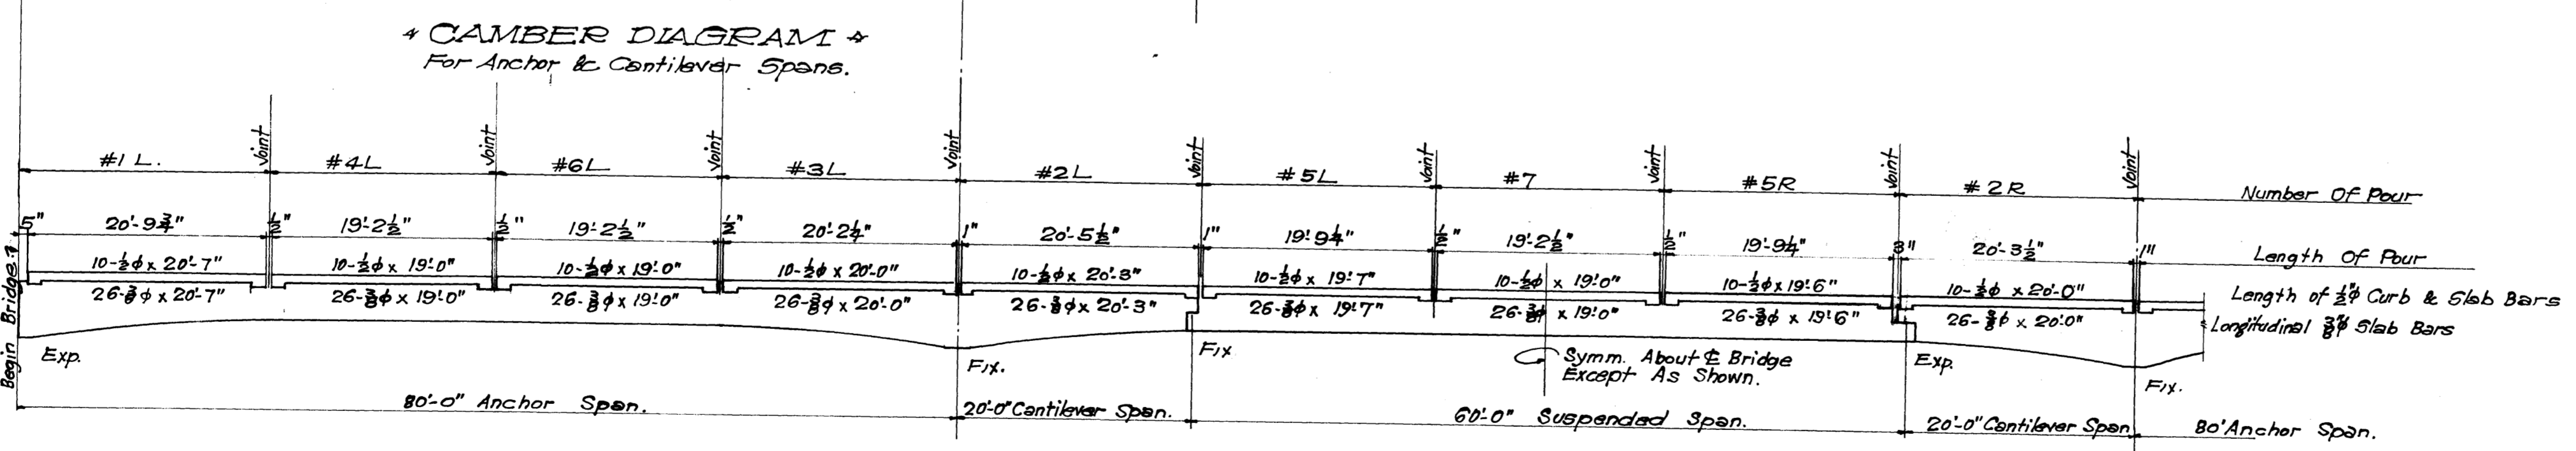 CAMBER DIAGRAM
For Anchor & Cantilever Spans.
#1 L. Joint #4L Joint #6L Joint #3L Joint #2L Joint #5L Joint #7 Joint #5R Joint #2R Joint Number Of Pour
5" 20'-9¾" ½" 19'-2½" ½" 19'-2½" ½" 20'-2¼" 1" 20'-5½" 1" 19'-9¼" ½" 19'-2½" ½" 19'-9¼" 3" 20'-3½" 1" Length Of Pour
10-½ϕ x 20'-7" 10-½ϕ x 19'-0" 10-½ϕ x 19'-0" 10-½ϕ x 20'-0" 10-½ϕ x 20'-3" 10-½ϕ x 19'-7" 10-½ϕ x 19'-0" 10-½ϕ x 19'-6" 10-½ϕ x 20'-0" Length of ½"ϕ Curb & Slab Bars
26-⅜ϕ x 20'-7" 26-⅜ϕ x 19'-0" 26-⅜ϕ x 19'-0" 26-⅜ϕ x 20'-0" 26-⅜ϕ x 20'-3" 26-⅜ϕ x 19'-7" 26-⅜ϕ x 19'-0" 26-⅜ϕ x 19'-6" 26-⅜ϕ x 20'-0" Longitudinal ⅜"ϕ Slab Bars
Begin Bridge
Exp. Fix. Fix Symm. About ℄ Bridge Exp. Fix.
Except As Shown.
80'-0" Anchor Span. 20'-0" Cantilever Span. 60'-0" Suspended Span. 20'-0" Cantilever Span 80' Anchor Span.